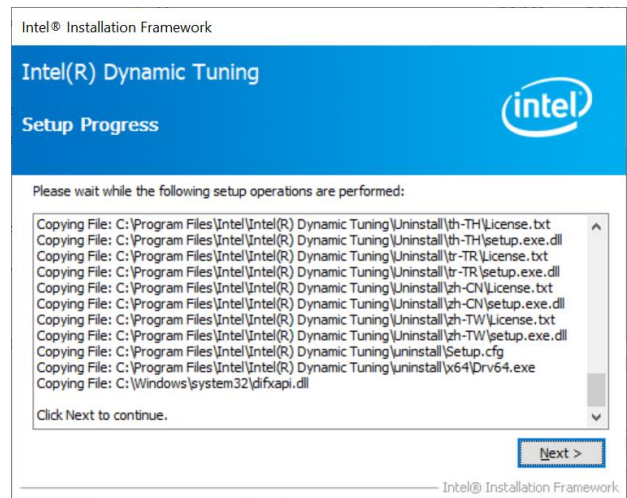 Intel® Installation Framework
Intel(R) Dynamic Tuning
Setup Progress
intel
Please wait while the following setup operations are performed:
Copying File: C:\Program Files\Intel\Intel(R) Dynamic Tuning\Uninstall\th-TH\License.txt
Copying File: C:\Program Files\Intel\Intel(R) Dynamic Tuning\Uninstall\th-TH\setup.exe.dll
Copying File: C:\Program Files\Intel\Intel(R) Dynamic Tuning\Uninstall\tr-TR\License.txt
Copying File: C:\Program Files\Intel\Intel(R) Dynamic Tuning\Uninstall\tr-TR\setup.exe.dll
Copying File: C:\Program Files\Intel\Intel(R) Dynamic Tuning\Uninstall\zh-CN\License.txt
Copying File: C:\Program Files\Intel\Intel(R) Dynamic Tuning\Uninstall\zh-CN\setup.exe.dll
Copying File: C:\Program Files\Intel\Intel(R) Dynamic Tuning\Uninstall\zh-TW\License.txt
Copying File: C:\Program Files\Intel\Intel(R) Dynamic Tuning\Uninstall\zh-TW\setup.exe.dll
Copying File: C:\Program Files\Intel\Intel(R) Dynamic Tuning\uninstall\Setup.cfg
Copying File: C:\Program Files\Intel\Intel(R) Dynamic Tuning\uninstall\x64\Drv64.exe
Copying File: C:\Windows\system32\difxapi.dll
Click Next to continue.
Next >
Intel® Installation Framework